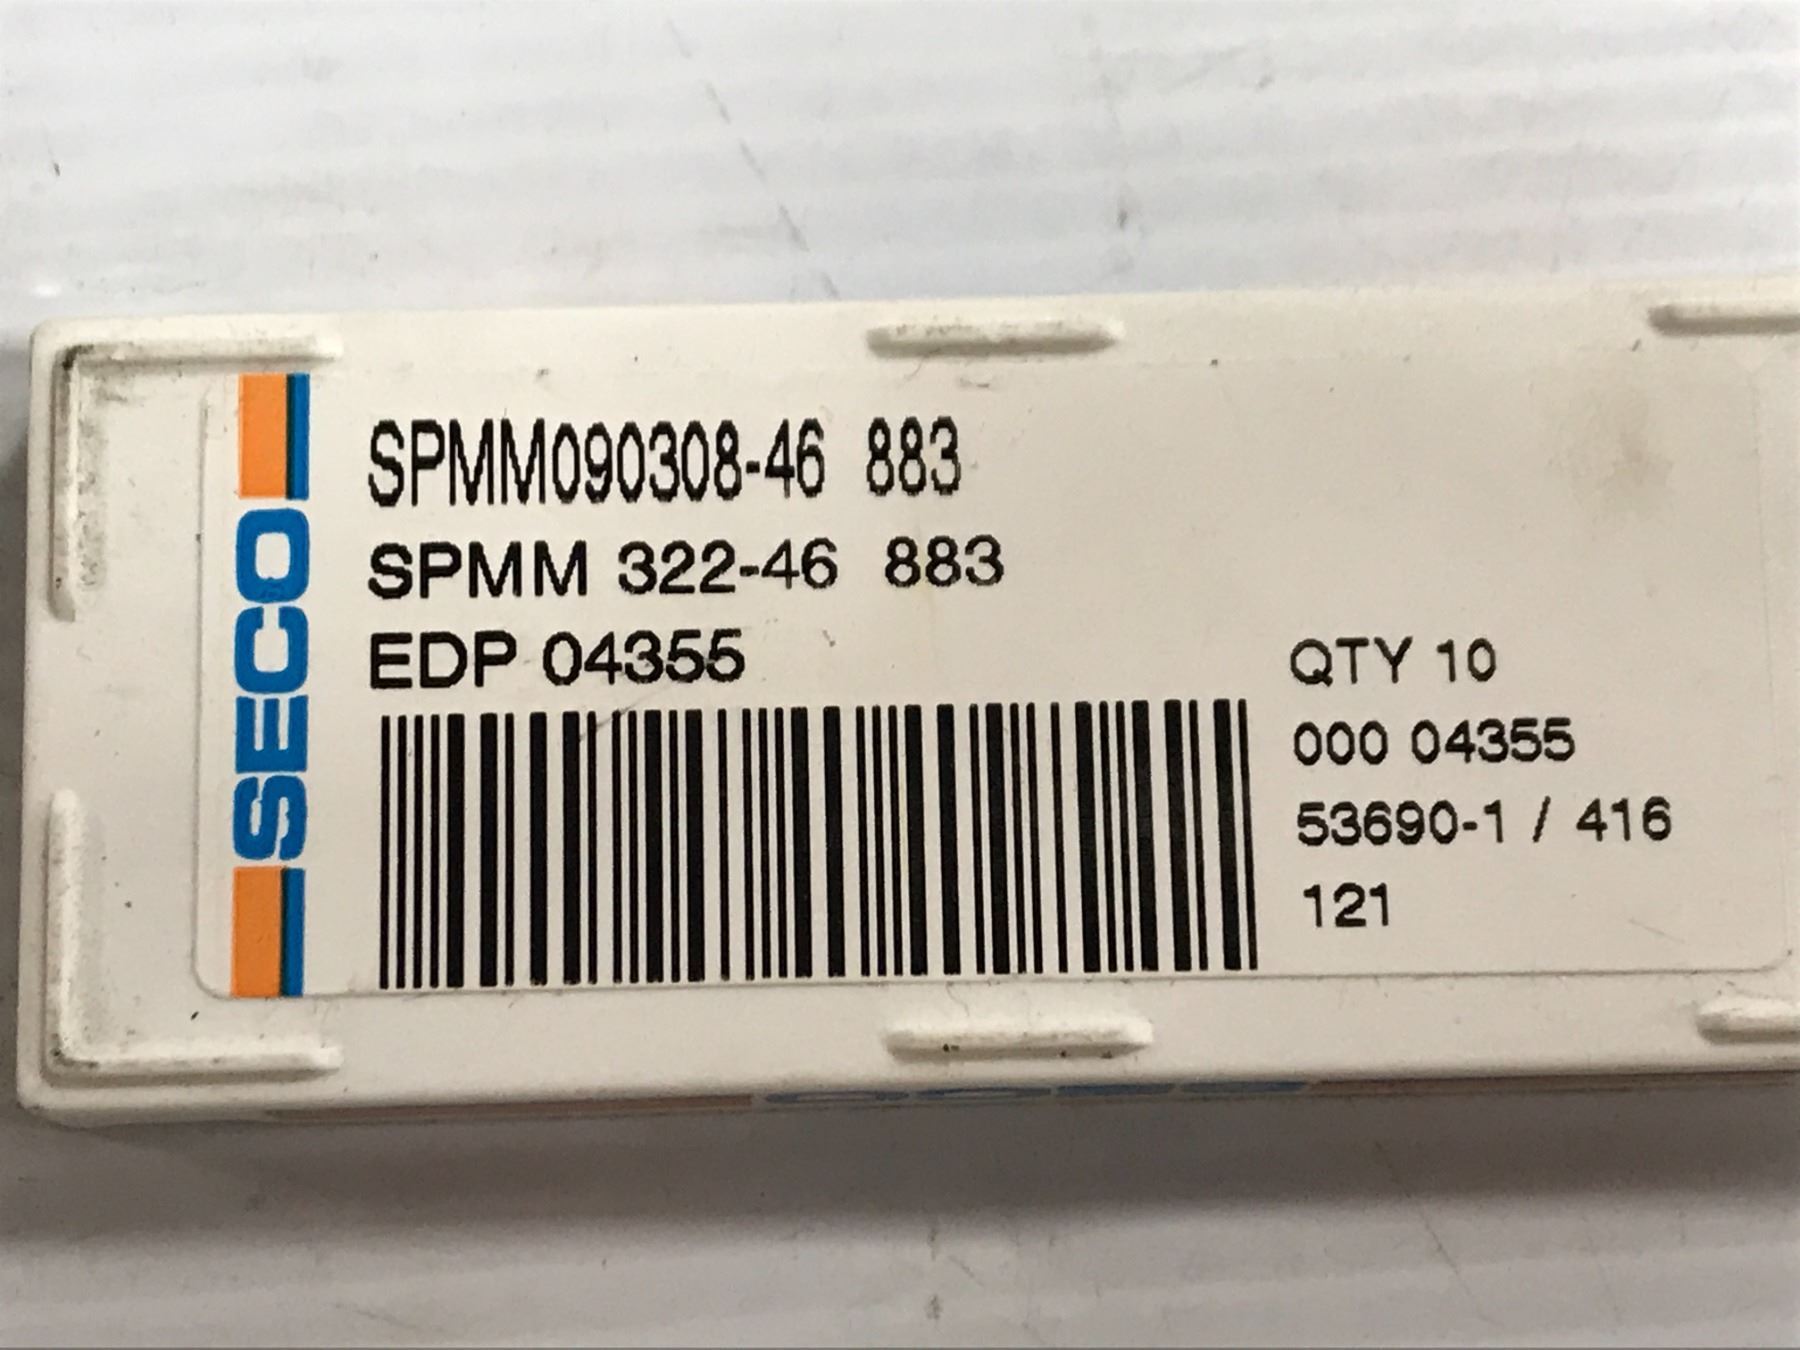 SECO
SPMM090308-46 883
SPMM 322-46 883
EDP 04355
QTY 10
000 04355
53690-1 / 416
121